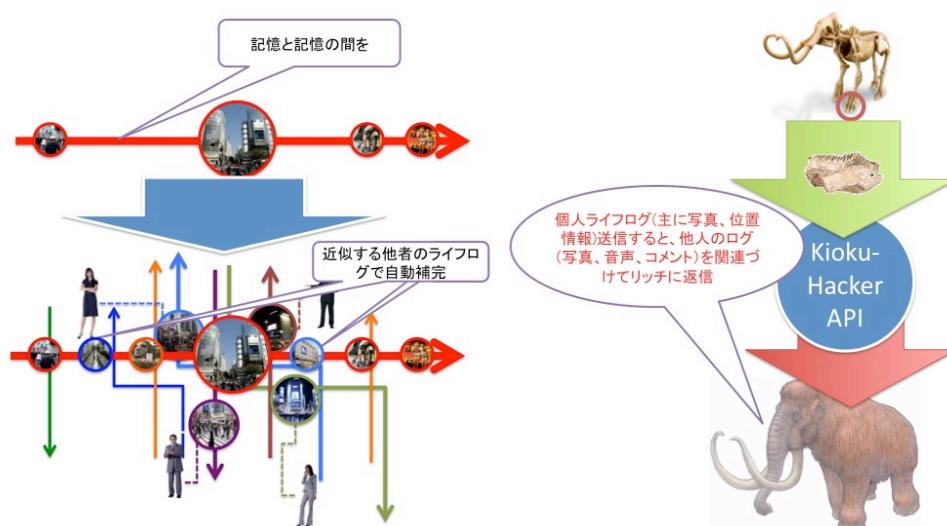 記憶と記憶の間を
近似する他者のライフロ
グで自動補完
個人ライフログ(主に写真、位置
情報)送信すると、他人のログ
(写真、音声、コメント)を関連づ
けてリッチに返信
Kioku-
Hacker
API